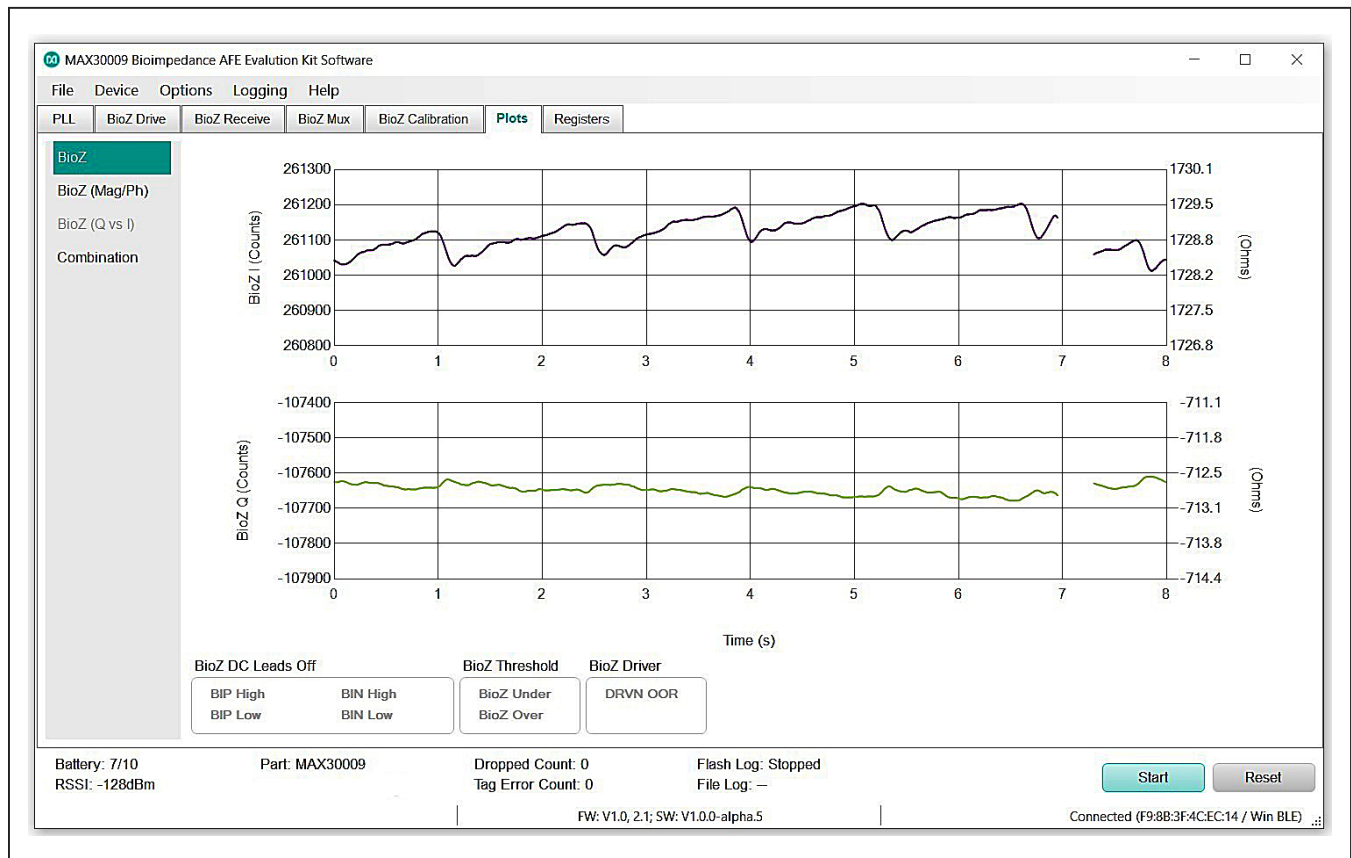 MAX30009 Bioimpedance AFE Evalution Kit Software
File Device Options Logging Help
PLL BioZ Drive BioZ Receive BioZ Mux BioZ Calibration Plots Registers
BioZ
BioZ (Mag/Ph)
BioZ (Q vs I)
Combination
BioZ I (Counts)
261300
261200
261100
261000
260900
260800
1730.1
1729.5
1728.8
1728.2
1727.5
1726.8
(Ohms)
0 1 2 3 4 5 6 7 8
BioZ Q (Counts)
-107400
-107500
-107600
-107700
-107800
-107900
-711.1
-711.8
-712.5
-713.1
-713.8
-714.4
(Ohms)
0 1 2 3 4 5 6 7 8
Time (s)
BioZ DC Leads Off BioZ Threshold BioZ Driver
BIP High BIN High BioZ Under DRVN OOR
BIP Low BIN Low BioZ Over
Battery: 7/10 Part: MAX30009 Dropped Count: 0 Flash Log: Stopped
RSSI: -128dBm Tag Error Count: 0 File Log: —
Start Reset
FW: V1.0, 2.1; SW: V1.0.0-alpha.5 Connected (F9:8B:3F:4C:EC:14 / Win BLE)